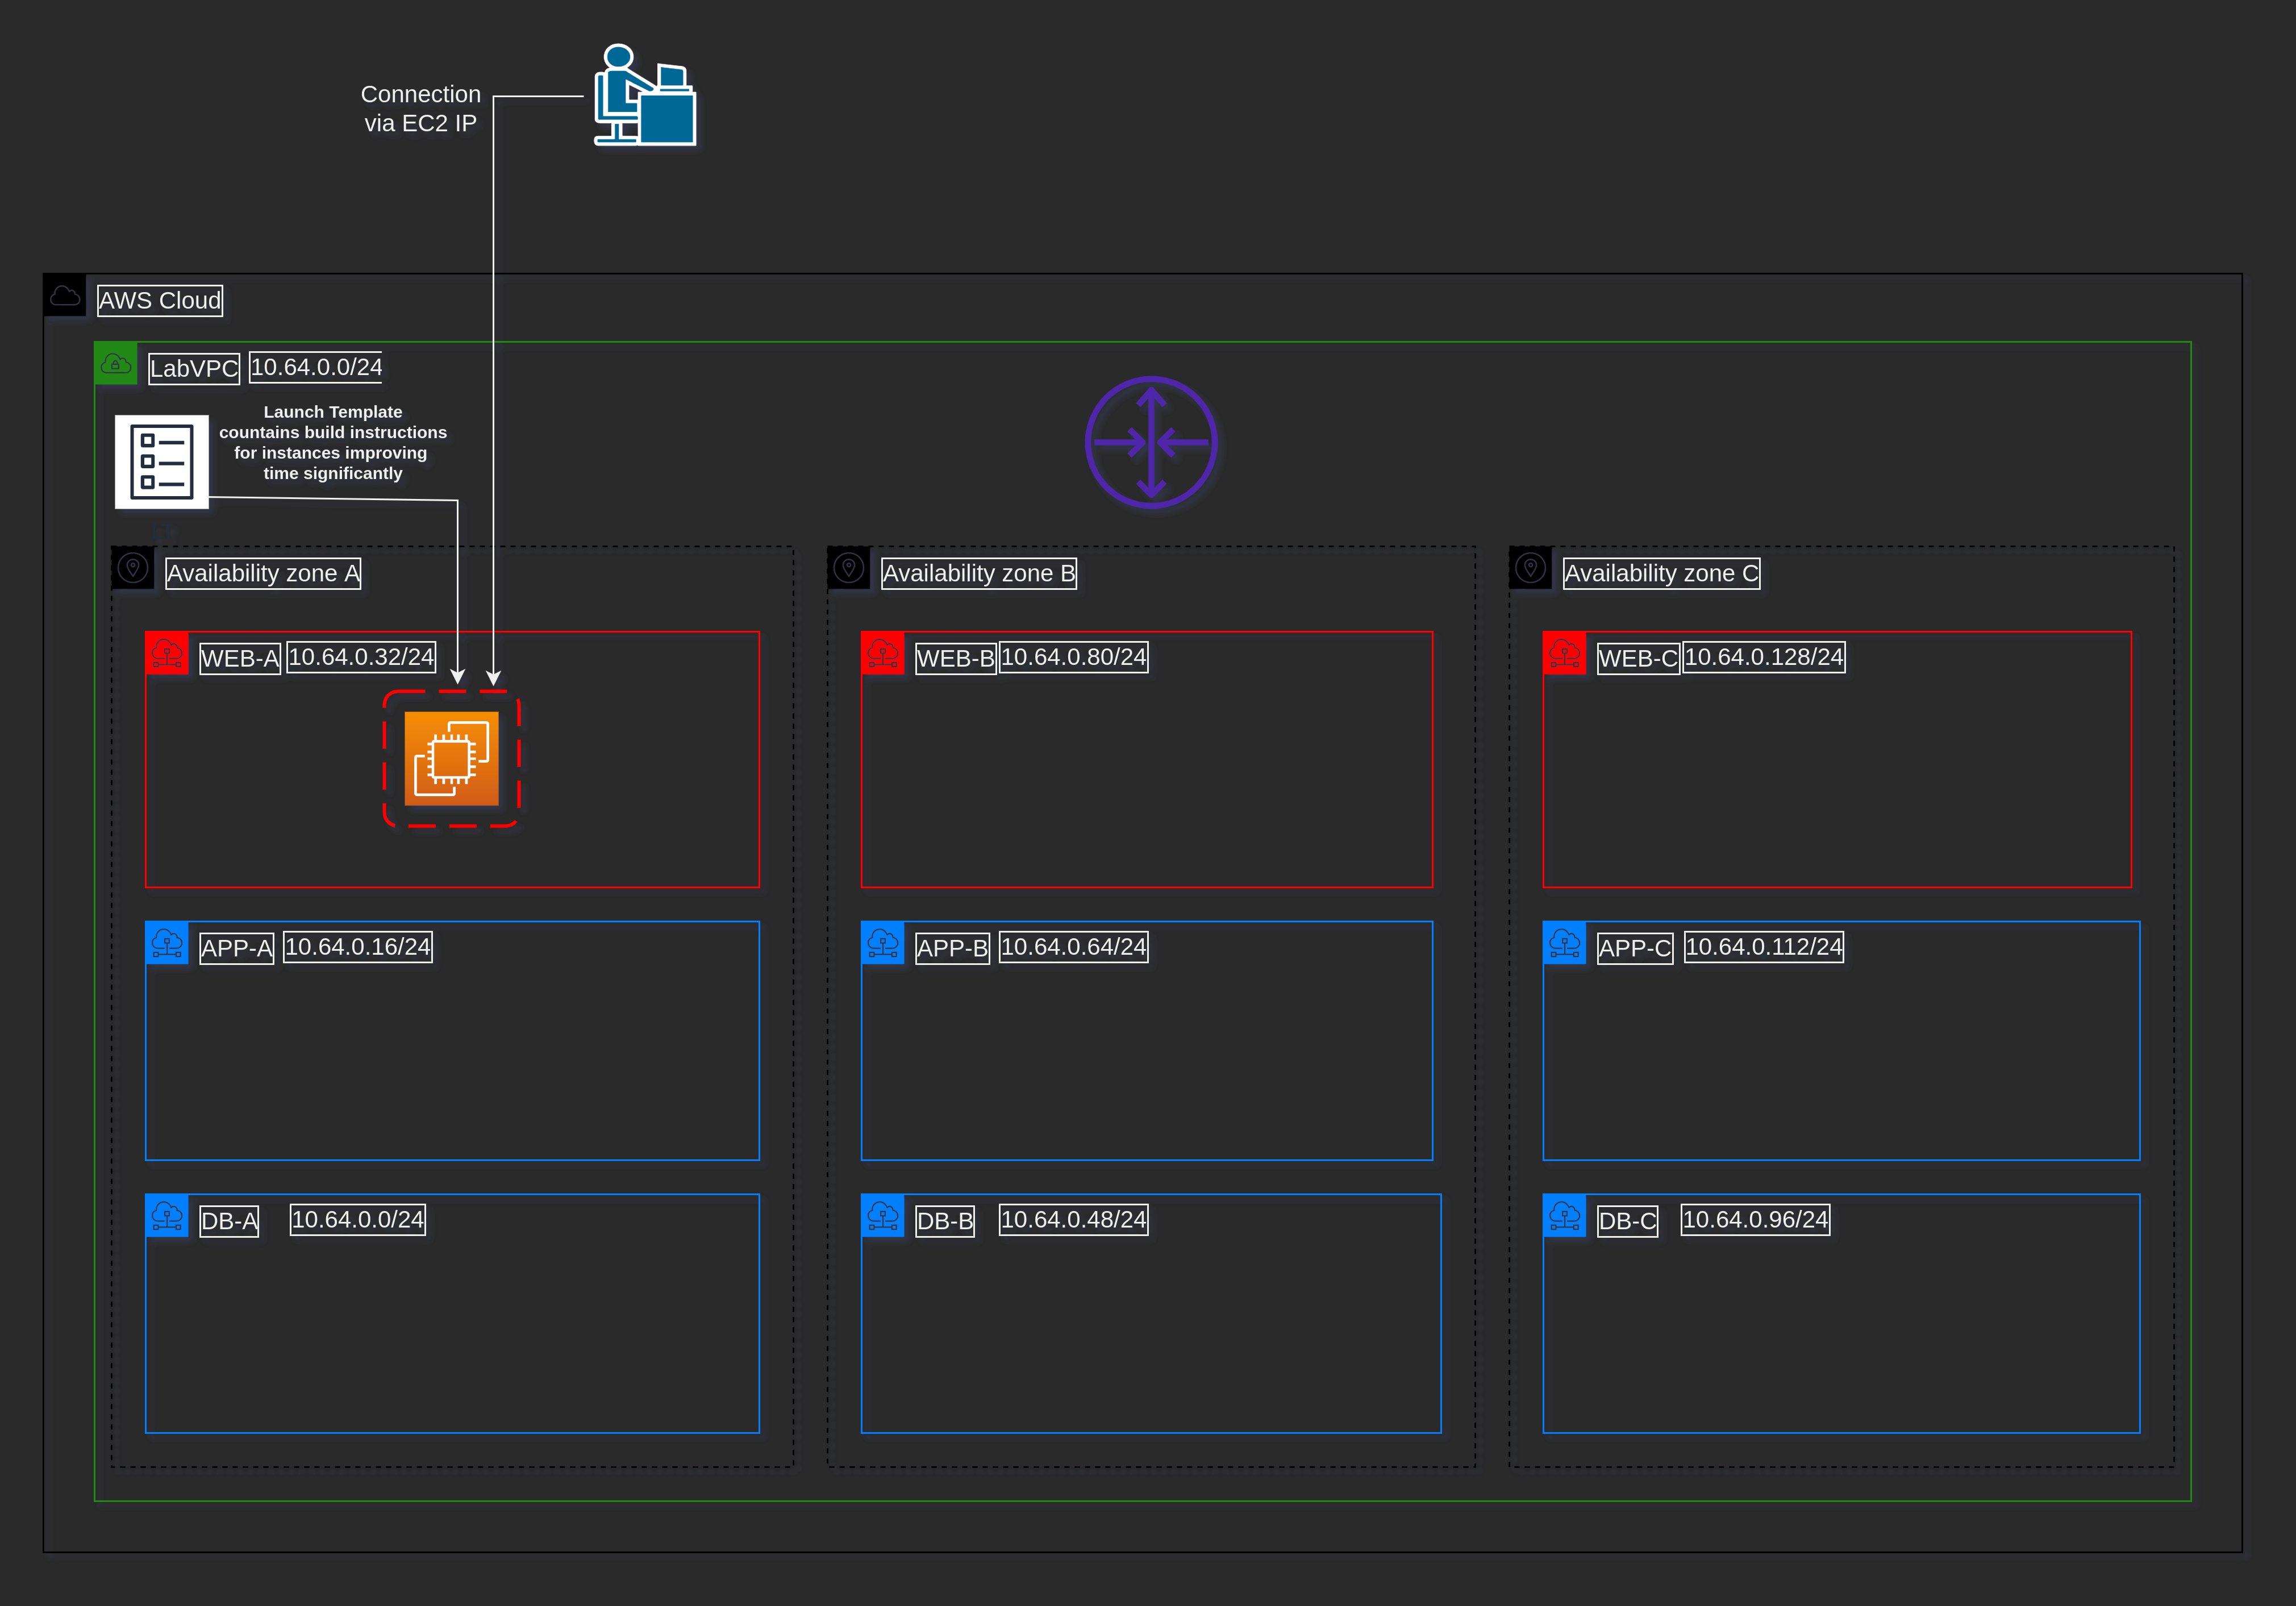 Connection
via EC2 IP
AWS Cloud
LabVPC 10.64.0.0/24
Launch Template
countains build instructions
for instances improving
time significantly
Availability zone A
Availability zone B
Availability zone C
WEB-A 10.64.0.32/24
WEB-B 10.64.0.80/24
WEB-C 10.64.0.128/24
APP-A 10.64.0.16/24
APP-B 10.64.0.64/24
APP-C 10.64.0.112/24
DB-A 10.64.0.0/24
DB-B 10.64.0.48/24
DB-C 10.64.0.96/24